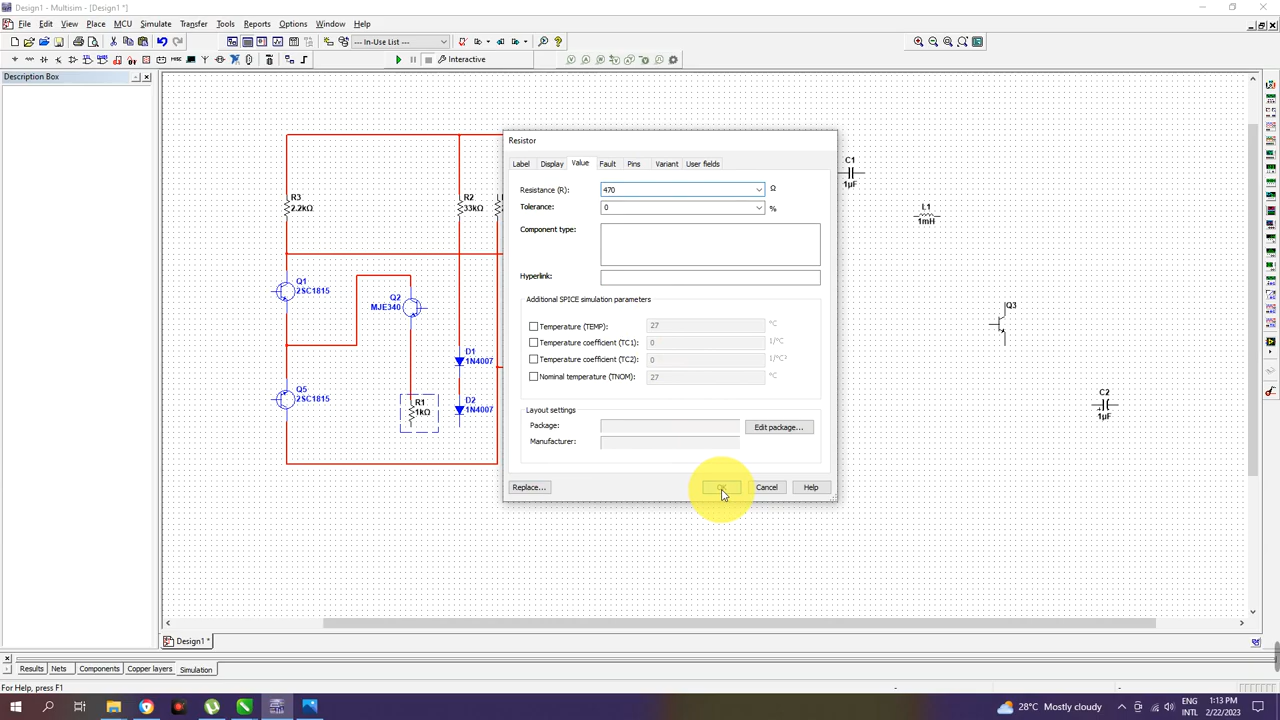 Design1 - Multisim - [Design1 *]
File Edit View Place MCU Simulate Transfer Tools Reports Options Window Help
--- In-Use List ---
Interactive
Description Box
Resistor
Label Display Value Fault Pins Variant User fields
Resistance (R): 470 Ω
Tolerance: 0 %
Component type:
Hyperlink:
Additional SPICE simulation parameters
Temperature (TEMP): 27 °C
Temperature coefficient (TC1): 0 1/°C
Temperature coefficient (TC2): 0 1/°C²
Nominal temperature (TNOM): 27 °C
Layout settings
Package: Edit package...
Manufacturer:
Replace... Cancel Help
R3
2.2kΩ
R2
33kΩ
Q1
2SC1815
Q2
MJE340
D1
1N4007
Q5
2SC1815
R1
1kΩ
D2
1N4007
C1
1µF
L1
1mH
Q3
C2
1µF
Design1 *
Results Nets Components Copper layers Simulation
For Help, press F1
- -
28°C Mostly cloudy
ENG
INTL
1:13 PM
2/22/2023